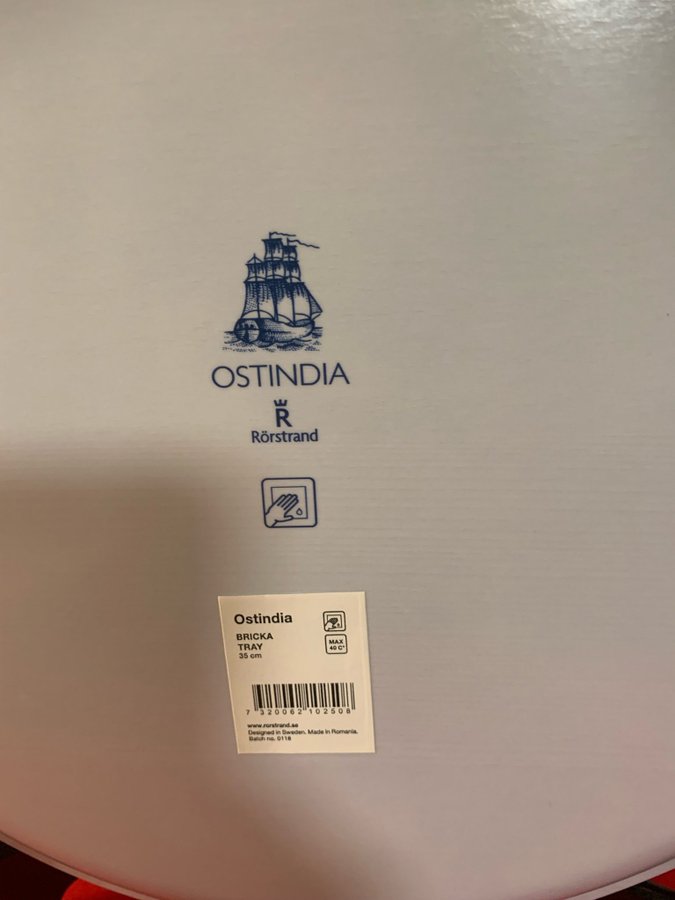 OSTINDIA
R
Rörstrand
Ostindia
BRICKA
TRAY
35 cm
MAX
40 C°
7 320062 102508
www.rorstrand.se
Designed in Sweden. Made in Romania.
Batch no. 0118